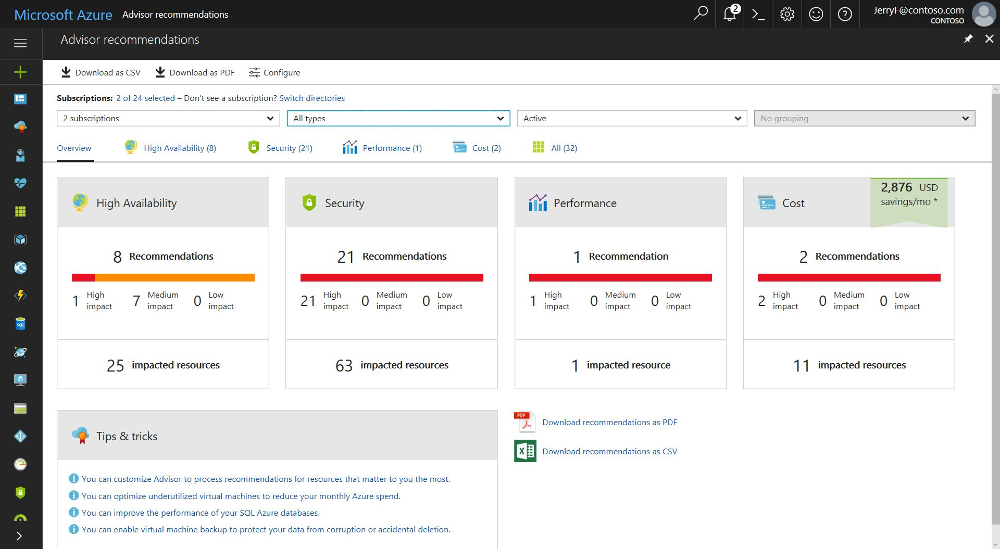 Microsoft Azure Advisor recommendations
2
JerryF@contoso.com
CONTOSO
Advisor recommendations
Download as CSV Download as PDF Configure
Subscriptions: 2 of 24 selected – Don't see a subscription? Switch directories
2 subscriptions All types Active No grouping
Overview High Availability (8) Security (21) Performance (1) Cost (2) All (32)
High Availability
8 Recommendations
1 High impact 7 Medium impact 0 Low impact
25 impacted resources
Security
21 Recommendations
21 High impact 0 Medium impact 0 Low impact
63 impacted resources
Performance
1 Recommendation
1 High impact 0 Medium impact 0 Low impact
1 impacted resource
Cost
2,876 USD
savings/mo *
2 Recommendations
2 High impact 0 Medium impact 0 Low impact
11 impacted resources
Tips & tricks
You can customize Advisor to process recommendations for resources that matter to you the most.
You can optimize underutilized virtual machines to reduce your monthly Azure spend.
You can improve the performance of your SQL Azure databases.
You can enable virtual machine backup to protect your data from corruption or accidental deletion.
PDF
Download recommendations as PDF
Download recommendations as CSV
SQL